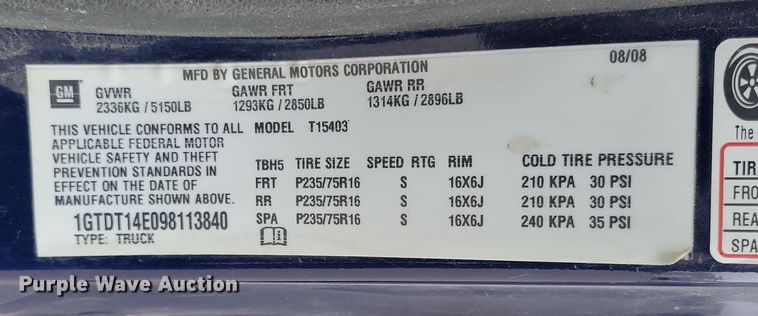 MFD BY GENERAL MOTORS CORPORATION 08/08
GM
GVWR GAWR FRT GAWR RR
2336KG / 5150LB 1293KG / 2850LB 1314KG / 2896LB
THIS VEHICLE CONFORMS TO ALL
APPLICABLE FEDERAL MOTOR
VEHICLE SAFETY AND THEFT
PREVENTION STANDARDS IN
EFFECT ON THE DATE OF
MANUFACTURE SHOWN ABOVE.
1GTDT14E098113840
TYPE: TRUCK
MODEL T15403
TBH5 TIRE SIZE SPEED RTG RIM COLD TIRE PRESSURE
FRT P235/75R16 S 16X6J 210 KPA 30 PSI
RR P235/75R16 S 16X6J 210 KPA 30 PSI
SPA P235/75R16 S 16X6J 240 KPA 35 PSI
The
TIR
FRO
REA
SPA
Purple Wave Auction